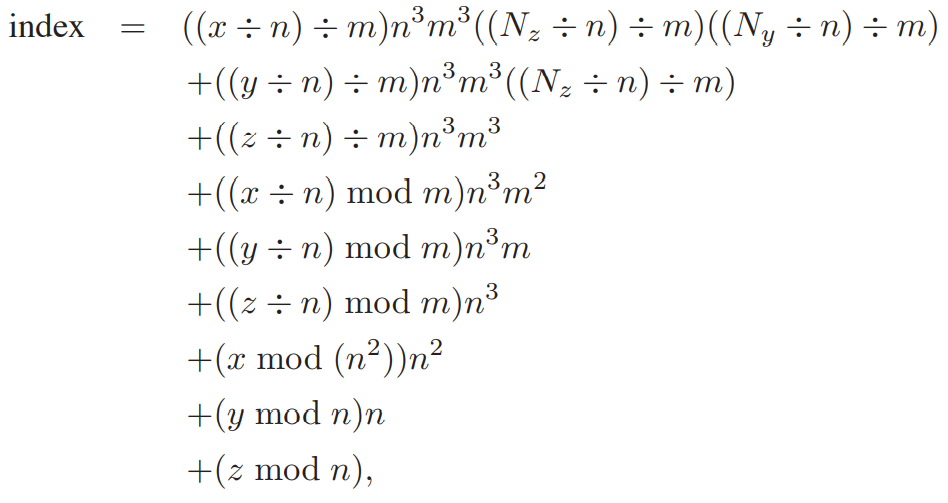 index = ((x ÷ n) ÷ m)n³m³((N_z ÷ n) ÷ m)((N_y ÷ n) ÷ m)
+((y ÷ n) ÷ m)n³m³((N_z ÷ n) ÷ m)
+((z ÷ n) ÷ m)n³m³
+((x ÷ n) mod m)n³m²
+((y ÷ n) mod m)n³m
+((z ÷ n) mod m)n³
+(x mod (n²))n²
+(y mod n)n
+(z mod n),